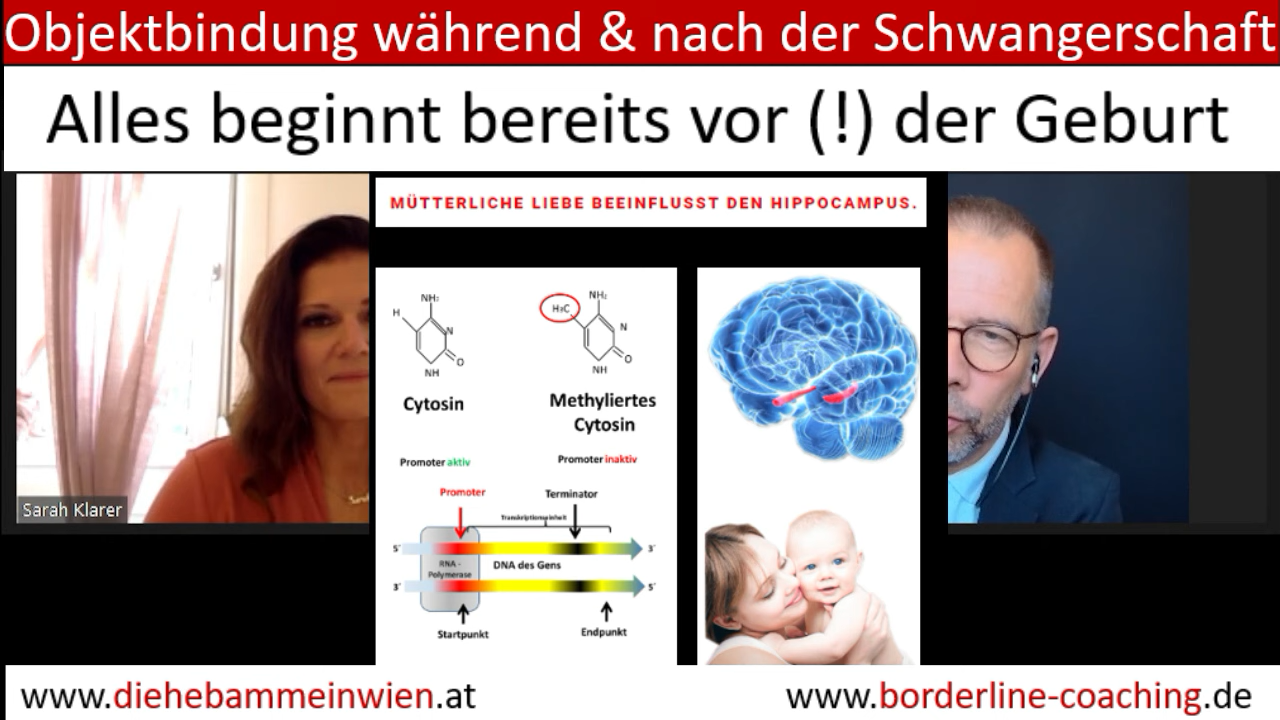 Objektbindung während & nach der Schwangerschaft
Alles beginnt bereits vor (!) der Geburt
MÜTTERLICHE LIEBE BEEINFLUSST DEN HIPPOCAMPUS.
NH₂
H
N
O
NH
Cytosin
NH₂
H₃C
N
O
NH
Methyliertes
Cytosin
Promoter aktiv
Promoter inaktiv
Promoter
Terminator
Transkriptionseinheit
5´
3´
RNA -
Polymerase
DNA des Gens
3´
5´
Startpunkt
Endpunkt
Sarah Klarer
www.diehebammeinwien.at
www.borderline-coaching.de